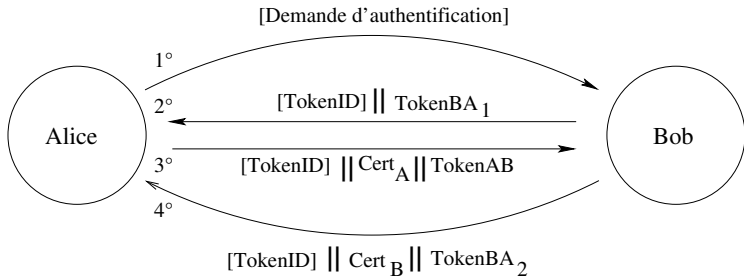 [Demande d'authentification]
1°
2°
[TokenID] || TokenBA1
Alice
Bob
3°
[TokenID] || CertA || TokenAB
4°
[TokenID] || CertB || TokenBA2